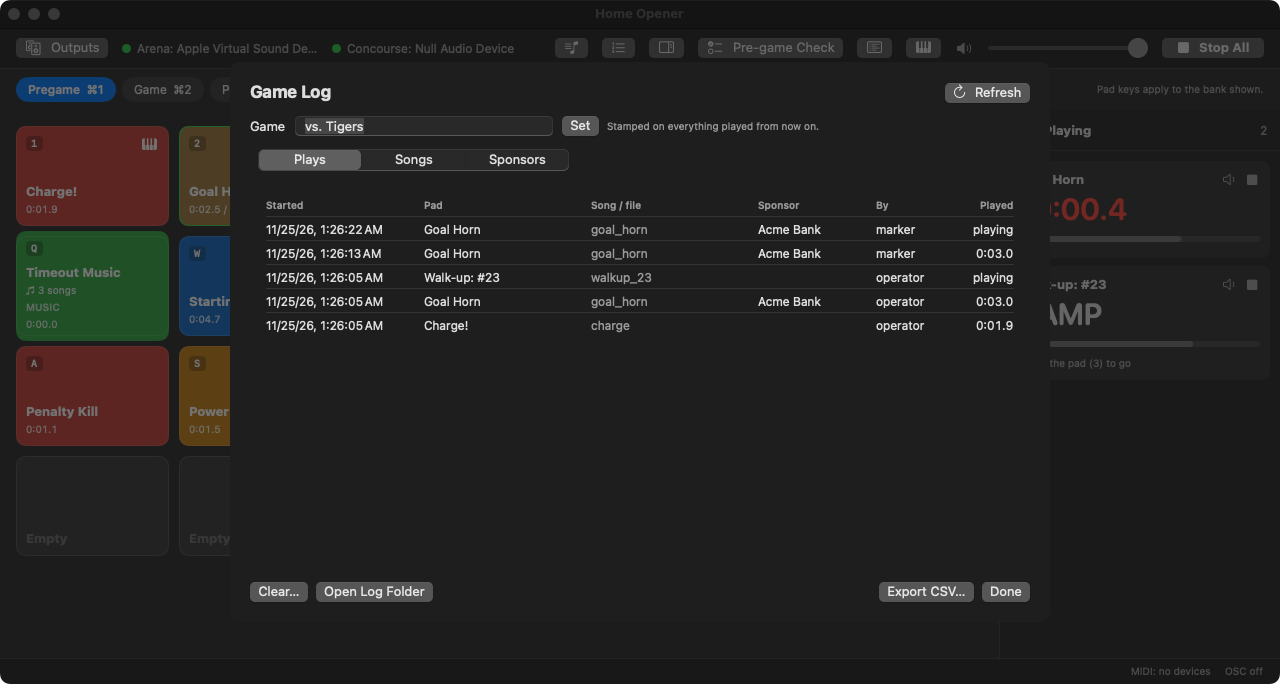 Home Opener
Outputs
Arena: Apple Virtual Sound De...
Concourse: Null Audio Device
Pre-game Check
Stop All
Pregame ⌘1
Game ⌘2
P
Pad keys apply to the bank shown.
Game Log
Refresh
Game
vs. Tigers
Set
Stamped on everything played from now on.
Plays
Songs
Sponsors
Started Pad Song / file Sponsor By Played
11/25/26, 1:26:22 AM Goal Horn goal_horn Acme Bank marker playing
11/25/26, 1:26:13 AM Goal Horn goal_horn Acme Bank marker 0:03.0
11/25/26, 1:26:05 AM Walk-up: #23 walkup_23 operator playing
11/25/26, 1:26:05 AM Goal Horn goal_horn Acme Bank operator 0:03.0
11/25/26, 1:26:05 AM Charge! charge operator 0:01.9
Clear...
Open Log Folder
Export CSV...
Done
1
Charge!
0:01.9
2
Goal H
0:02.5 /
Q
Timeout Music
3 songs
MUSIC
0:00.0
W
Startin
0:04.7
A
Penalty Kill
0:01.1
S
Power
0:01.5
Empty
Empty
Playing
2
Horn
:00.4
-up: #23
AMP
the pad (3) to go
MIDI: no devices
OSC off